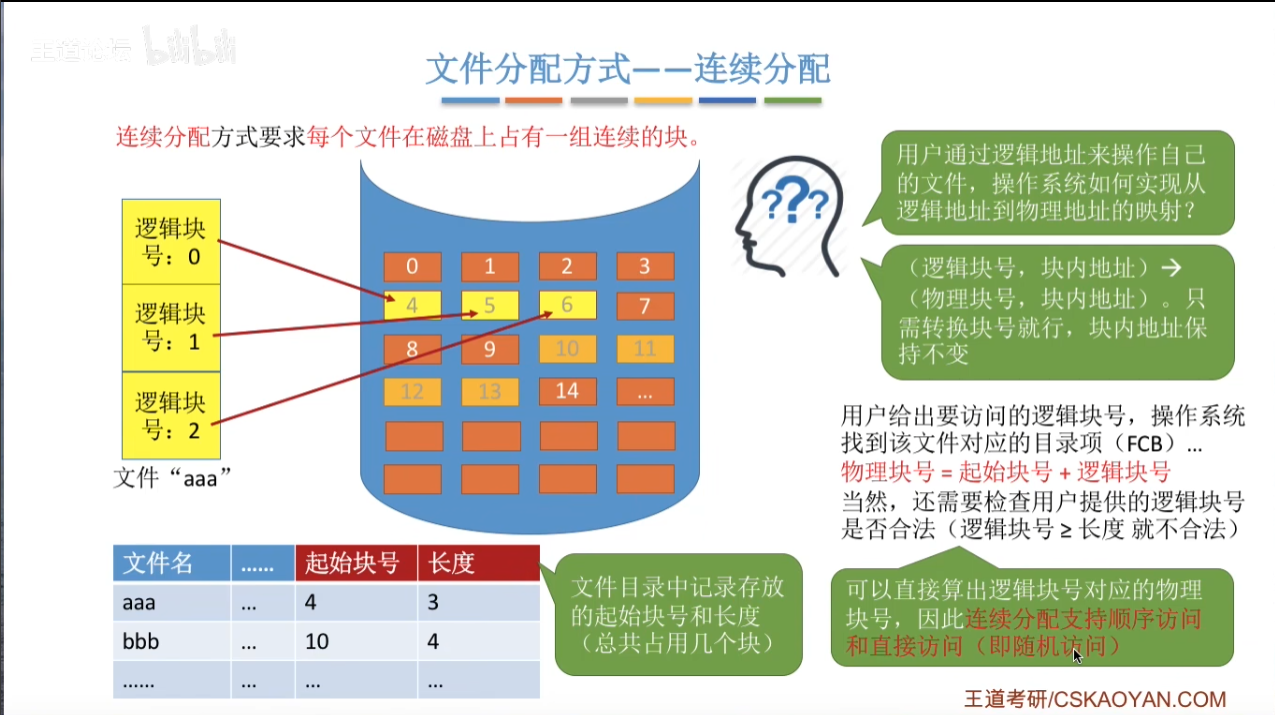 王道论坛 bilibili
文件分配方式——连续分配
连续分配方式要求每个文件在磁盘上占有一组连续的块。
逻辑块
号：0
逻辑块
号：1
逻辑块
号：2
文件“aaa”
0 1 2 3
4 5 6 7
8 9 10 11
12 13 14 ...
???
用户通过逻辑地址来操作自己
的文件，操作系统如何实现从
逻辑地址到物理地址的映射？
（逻辑块号，块内地址）→
（物理块号，块内地址）。只
需转换块号就行，块内地址保
持不变
用户给出要访问的逻辑块号，操作系统
找到该文件对应的目录项（FCB）...
物理块号 = 起始块号 + 逻辑块号
当然，还需要检查用户提供的逻辑块号
是否合法（逻辑块号 ≥ 长度 就不合法）
文件名 …… 起始块号 长度
aaa ... 4 3
bbb ... 10 4
...... ... ... ...
文件目录中记录存放
的起始块号和长度
（总共占用几个块）
可以直接算出逻辑块号对应的物理
块号，因此连续分配支持顺序访问
和直接访问（即随机访问）
王道考研/CSKAOYAN.COM